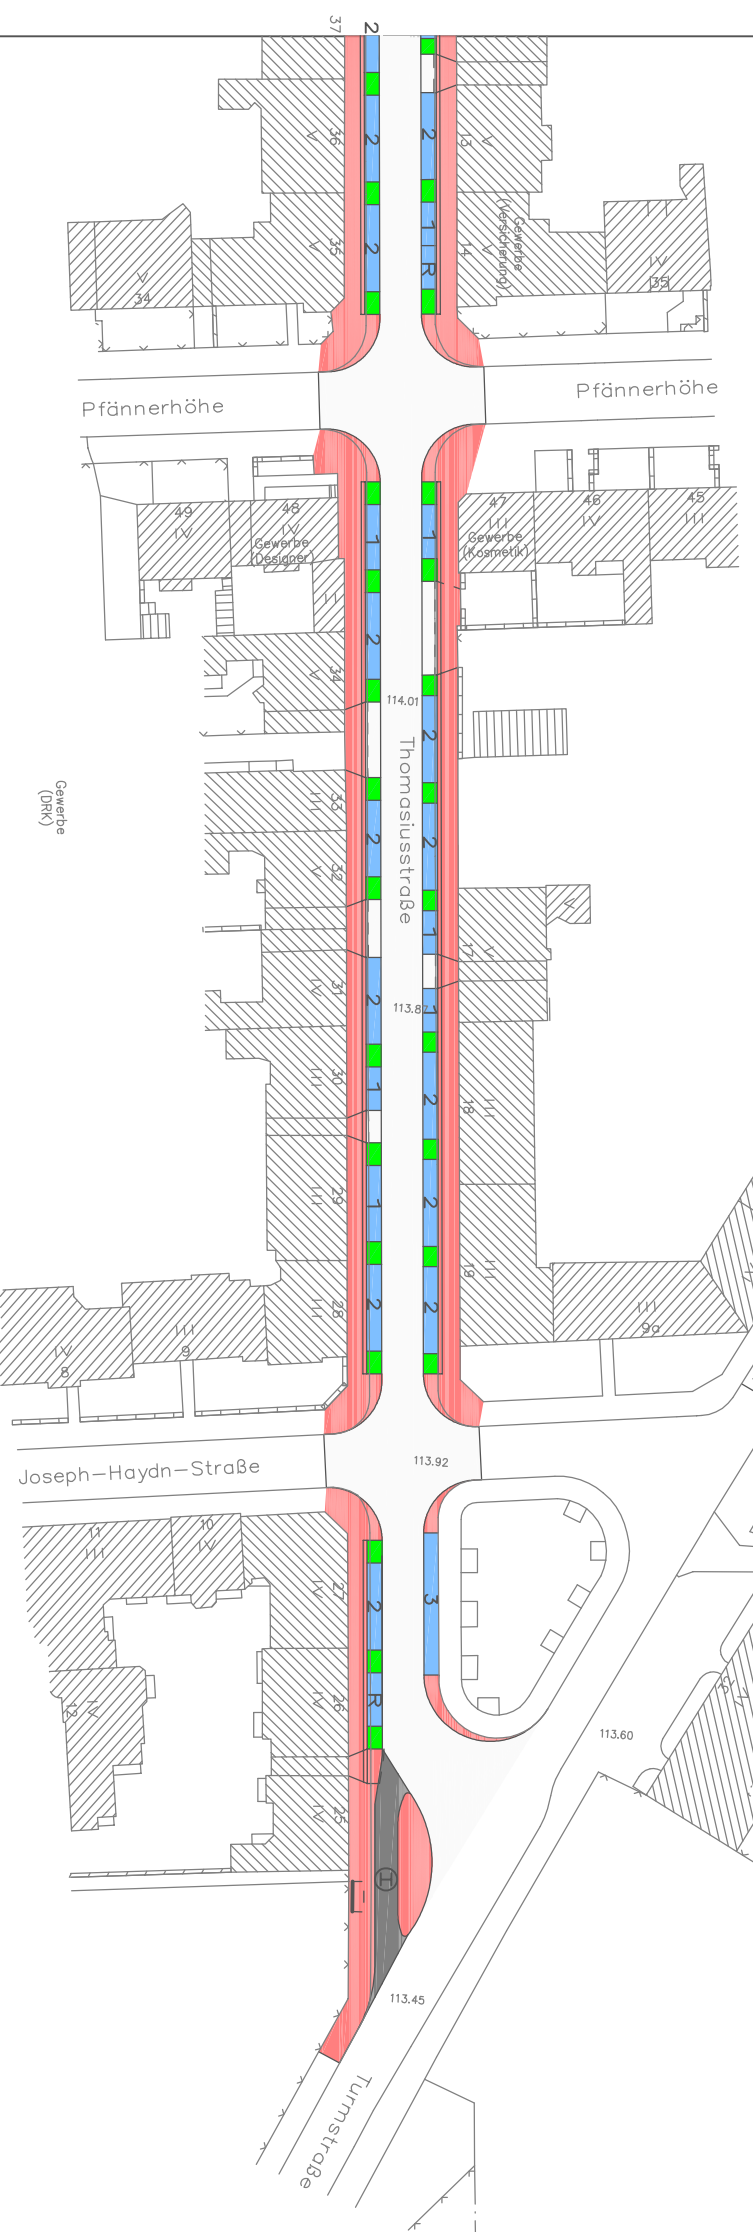 37
2
36
V
2
2
13
V
35
V
2
1
R
14
V
Gewerbe
(Versicherung)
IV
35
V
34
Pfännerhöhe
Pfännerhöhe
49
IV
48
IV
Gewerbe
(Designer)
II
1
1
47
III
Gewerbe
(Kosmetik)
46
IV
45
III
2
34
V
114.01
2
Thomasiusstraße
Gewerbe
(DRK)
33
III
2
2
32
V
1
17
V
V
31
IV
2
113.87
1
30
III
1
2
18
III
29
III
1
2
28
III
2
2
19
III
III
9a
IV
8
III
9
Joseph-Haydn-Straße
113.92
11
III
10
IV
27
IV
2
3
26
IV
R
12
IV
113.60
25
IV
H
113.45
Turmstraße